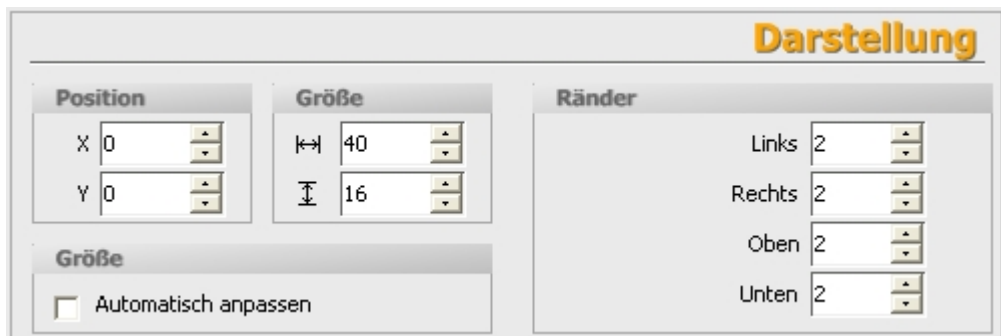 Darstellung
Position
X 0
Y 0
Größe
40
16
Größe
Automatisch anpassen
Ränder
Links 2
Rechts 2
Oben 2
Unten 2